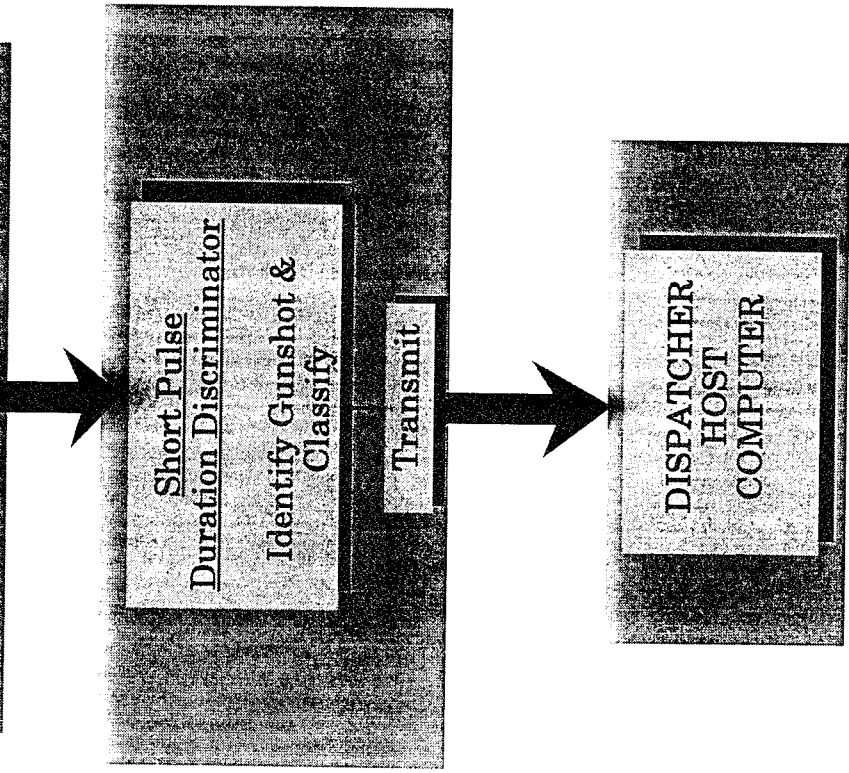 Short Pulse
Duration Discriminator
Identify Gunshot &
Classify
Transmit
DISPATCHER
HOST
COMPUTER